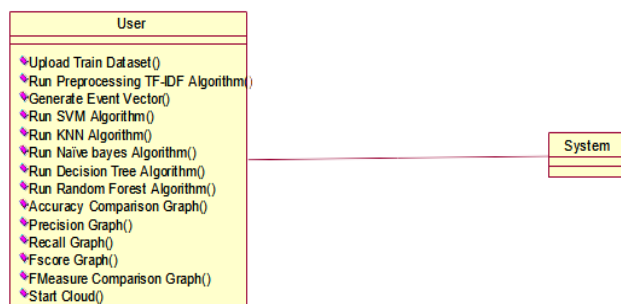 User
Upload Train Dataset()
Run Preprocessing TF-IDF Algorithm()
Generate Event Vector()
Run SVM Algorithm()
Run KNN Algorithm()
Run Naïve bayes Algorithm()
Run Decision Tree Algorithm()
Run Random Forest Algorithm()
Accuracy Comparison Graph()
Precision Graph()
Recall Graph()
Fscore Graph()
FMeasure Comparison Graph()
Start Cloud()
System